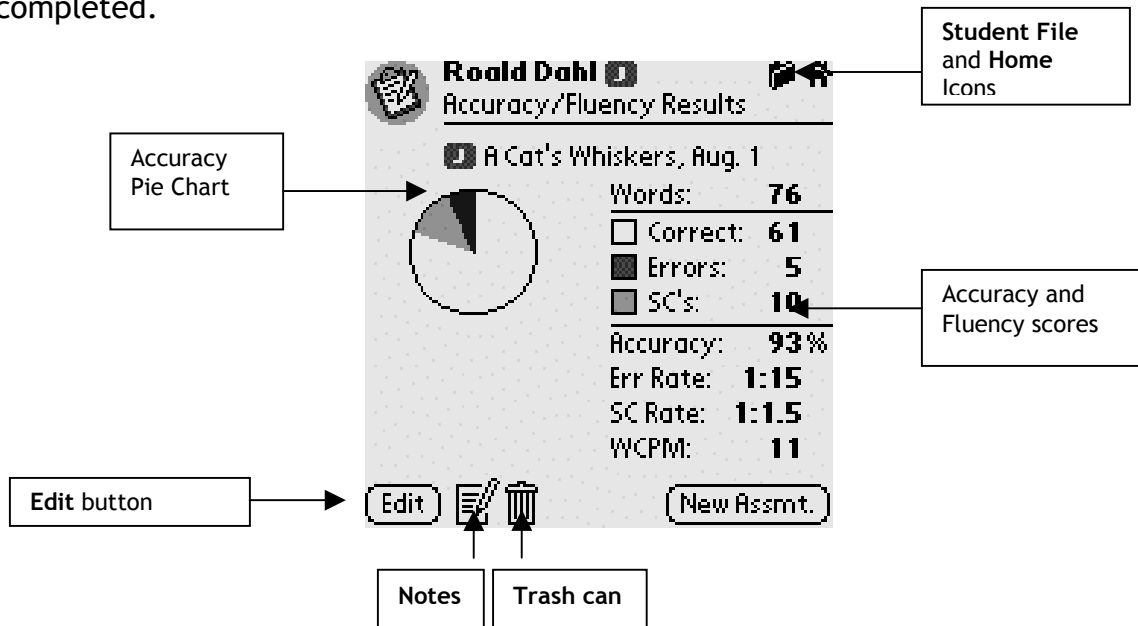 completed.
Student File
and Home
Icons
Roald Dahl J
Accuracy/Fluency Results
J A Cat's Whiskers, Aug. 1
Accuracy
Pie Chart
Words: 76
Correct: 61
Errors: 5
SC's: 10
Accuracy and
Fluency scores
Accuracy: 93%
Err Rate: 1:15
SC Rate: 1:1.5
WCPM: 11
Edit button
Edit
New Assmt.
Notes
Trash can